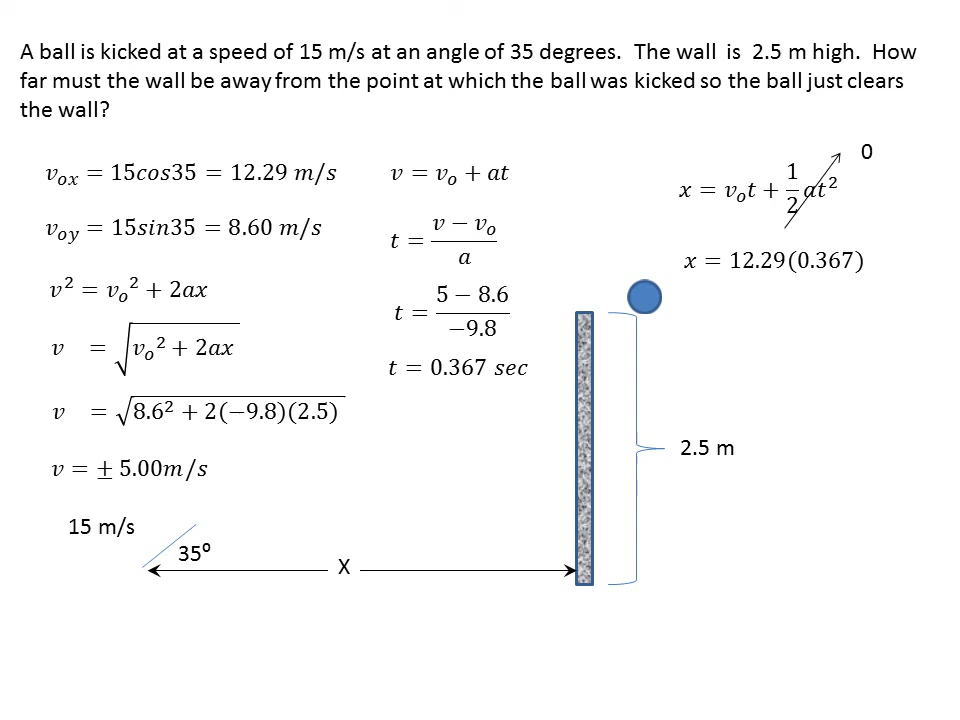 A ball is kicked at a speed of 15 m/s at an angle of 35 degrees.  The wall  is  2.5 m high.  How
far must the wall be away from the point at which the ball was kicked so the ball just clears
the wall?
v_ox = 15cos35 = 12.29 m/s
v_oy = 15sin35 = 8.60 m/s
v² = v_o² + 2ax
v = √(v_o² + 2ax)
v = √(8.6² + 2(−9.8)(2.5))
v = ± 5.00m/s
v = v_o + at
t = (v − v_o)/a
t = (5 − 8.6)/(−9.8)
t = 0.367 sec
0
x = v_o t + 1/2 at²
x = 12.29(0.367)
2.5 m
15 m/s
35⁰
X